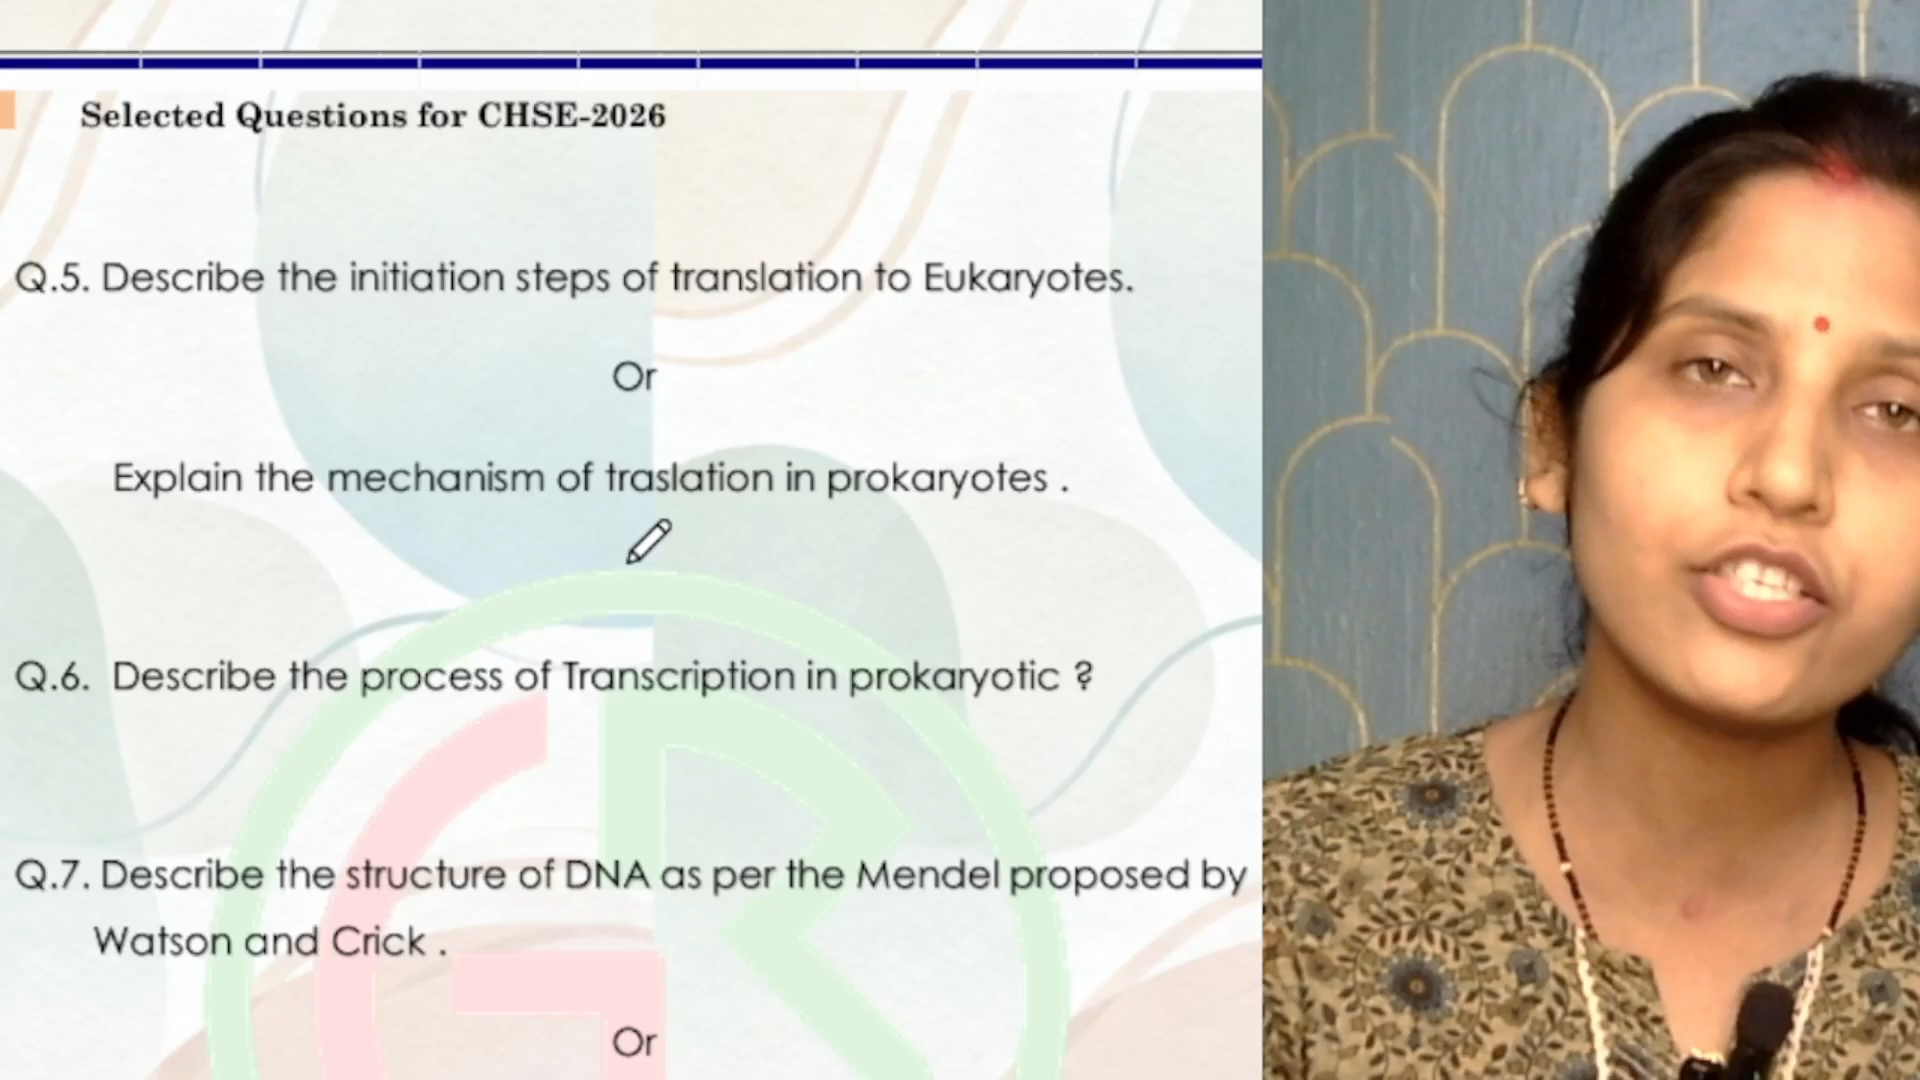 Selected Questions for CHSE-2026
Q.5. Describe the initiation steps of translation to Eukaryotes.
Or
Explain the mechanism of traslation in prokaryotes .
Q.6. Describe the process of Transcription in prokaryotic ?
Q.7. Describe the structure of DNA as per the Mendel proposed by
Watson and Crick .
Or